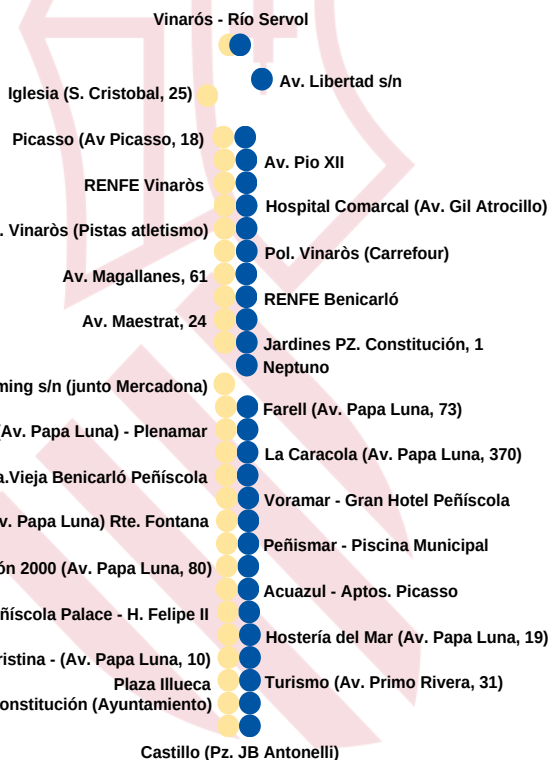 Vinarós - Río Servol
Av. Libertad s/n
Iglesia (S. Cristobal, 25)
Picasso (Av Picasso, 18)
Av. Pio XII
RENFE Vinaròs
Hospital Comarcal (Av. Gil Atrocillo)
. Vinaròs (Pistas atletismo)
Pol. Vinaròs (Carrefour)
Av. Magallanes, 61
RENFE Benicarló
Av. Maestrat, 24
Jardines PZ. Constitución, 1
Neptuno
ming s/n (junto Mercadona)
Farell (Av. Papa Luna, 73)
(Av. Papa Luna) - Plenamar
La Caracola (Av. Papa Luna, 370)
a.Vieja Benicarló Peñíscola
Voramar - Gran Hotel Peñíscola
v. Papa Luna) Rte. Fontana
Peñismar - Piscina Municipal
ón 2000 (Av. Papa Luna, 80)
Acuazul - Aptos. Picasso
ñíscola Palace - H. Felipe II
Hostería del Mar (Av. Papa Luna, 19)
ristina - (Av. Papa Luna, 10)
Plaza Illueca
Turismo (Av. Primo Rivera, 31)
onstitución (Ayuntamiento)
Castillo (Pz. JB Antonelli)